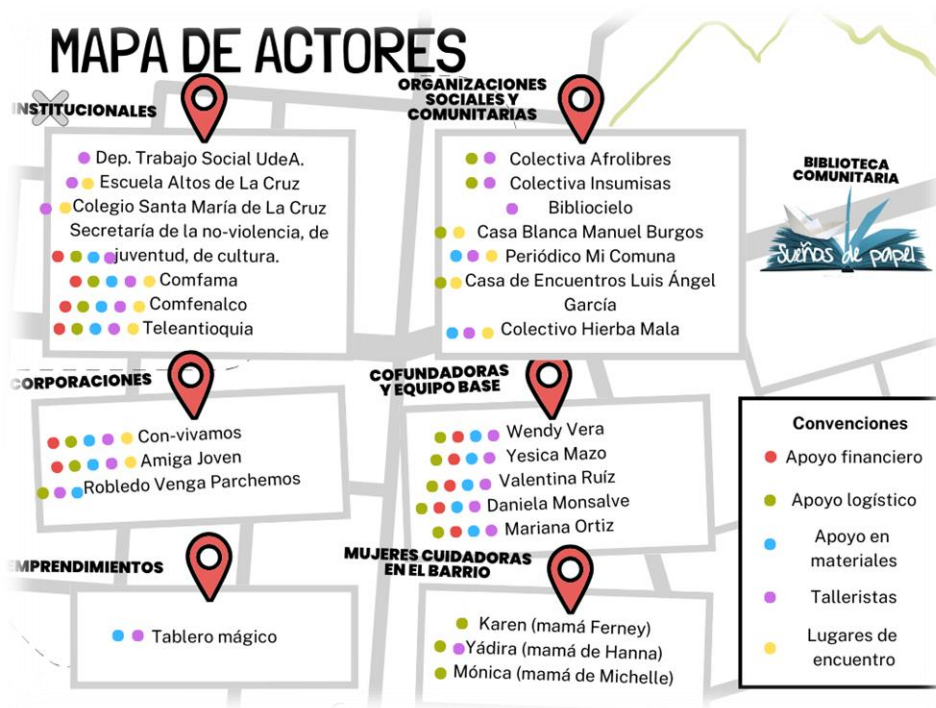 MAPA DE ACTORES
INSTITUCIONALES
Dep. Trabajo Social UdeA.
Escuela Altos de La Cruz
Colegio Santa María de La Cruz
Secretaría de la no-violencia, de
juventud, de cultura.
Comfama
Comfenalco
Teleantioquia
ORGANIZACIONES
SOCIALES Y
COMUNITARIAS
Colectiva Afrolibres
Colectiva Insumisas
Bibliocielo
Casa Blanca Manuel Burgos
Periódico Mi Comuna
Casa de Encuentros Luis Ángel
García
Colectivo Hierba Mala
BIBLIOTECA
COMUNITARIA
Sueños de papel
CORPORACIONES
Con-vivamos
Amiga Joven
Robledo Venga Parchemos
COFUNDADORAS
Y EQUIPO BASE
Wendy Vera
Yesica Mazo
Valentina Ruíz
Daniela Monsalve
Mariana Ortiz
EMPRENDIMIENTOS
Tablero mágico
MUJERES CUIDADORAS
EN EL BARRIO
Karen (mamá Ferney)
Yádira (mamá de Hanna)
Mónica (mamá de Michelle)
Convenciones
Apoyo financiero
Apoyo logístico
Apoyo en
materiales
Talleristas
Lugares de
encuentro